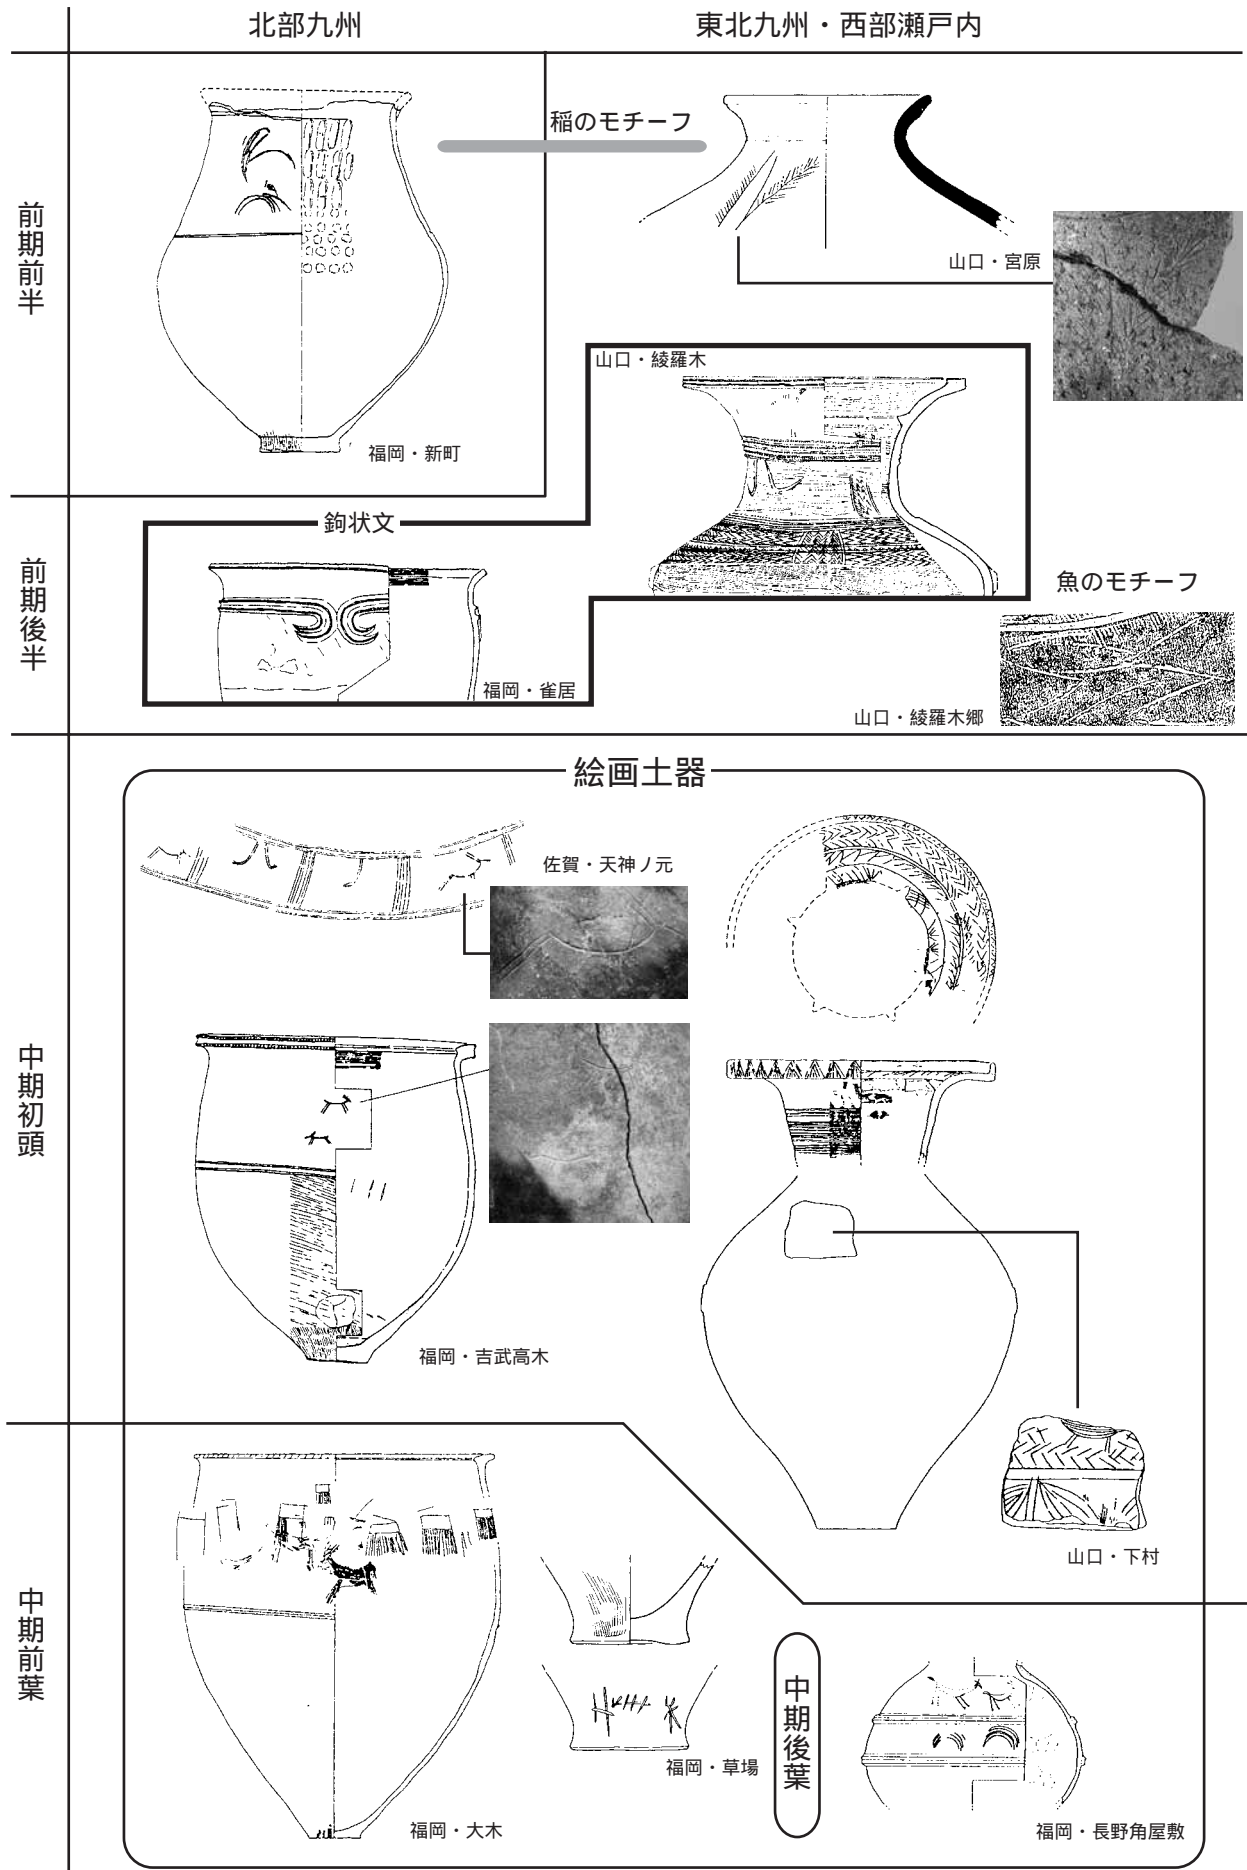 北部九州
東北九州・西部瀬戸内
前期前半
稲のモチーフ
山口・宮原
福岡・新町
山口・綾羅木
前期後半
鉤状文
福岡・雀居
魚のモチーフ
山口・綾羅木郷
絵画土器
中期初頭
佐賀・天神ノ元
福岡・吉武高木
山口・下村
中期前葉
福岡・大木
福岡・草場
中期後葉
福岡・長野角屋敷